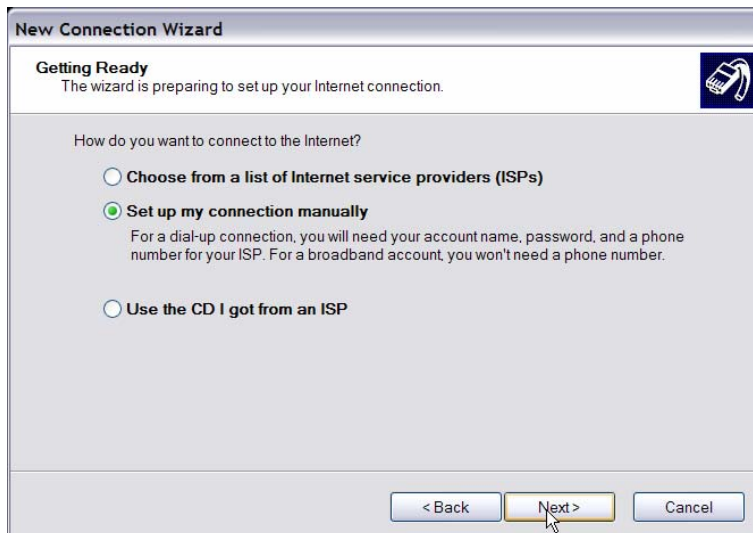 New Connection Wizard
Getting Ready
The wizard is preparing to set up your Internet connection.
How do you want to connect to the Internet?
Choose from a list of Internet service providers (ISPs)
Set up my connection manually
For a dial-up connection, you will need your account name, password, and a phone
number for your ISP. For a broadband account, you won't need a phone number.
Use the CD I got from an ISP
< Back Next > Cancel